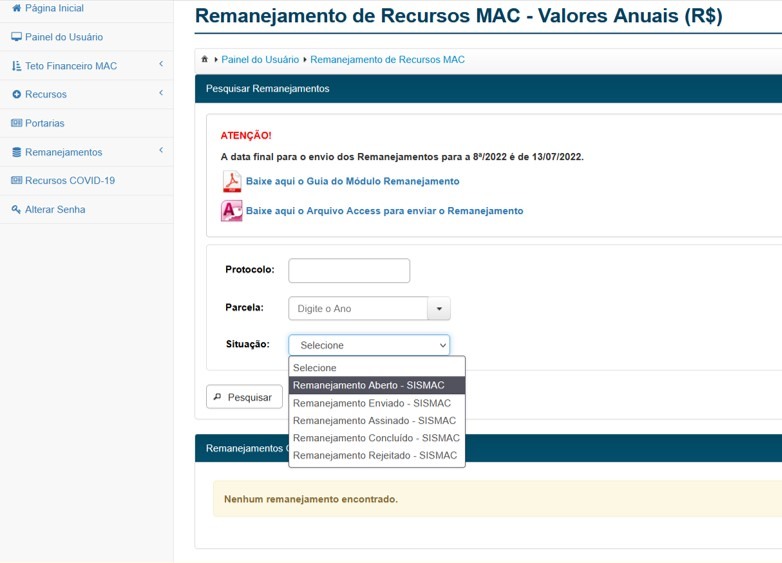 Página Inicial
Remanejamento de Recursos MAC - Valores Anuais (R$)
Painel do Usuário
Teto Financeiro MAC
Recursos
Portarias
Remanejamentos
Recursos COVID-19
Alterar Senha
Painel do Usuário Remanejamento de Recursos MAC
Pesquisar Remanejamentos
ATENÇÃO!
A data final para o envio dos Remanejamentos para a 8ª/2022 é de 13/07/2022.
Baixe aqui o Guia do Módulo Remanejamento
Baixe aqui o Arquivo Access para enviar o Remanejamento
Protocolo:
Parcela: Digite o Ano
Situação: Selecione
Selecione
Remanejamento Aberto - SISMAC
Remanejamento Enviado - SISMAC
Remanejamento Assinado - SISMAC
Remanejamento Concluído - SISMAC
Remanejamento Rejeitado - SISMAC
Pesquisar
Remanejamentos
Nenhum remanejamento encontrado.